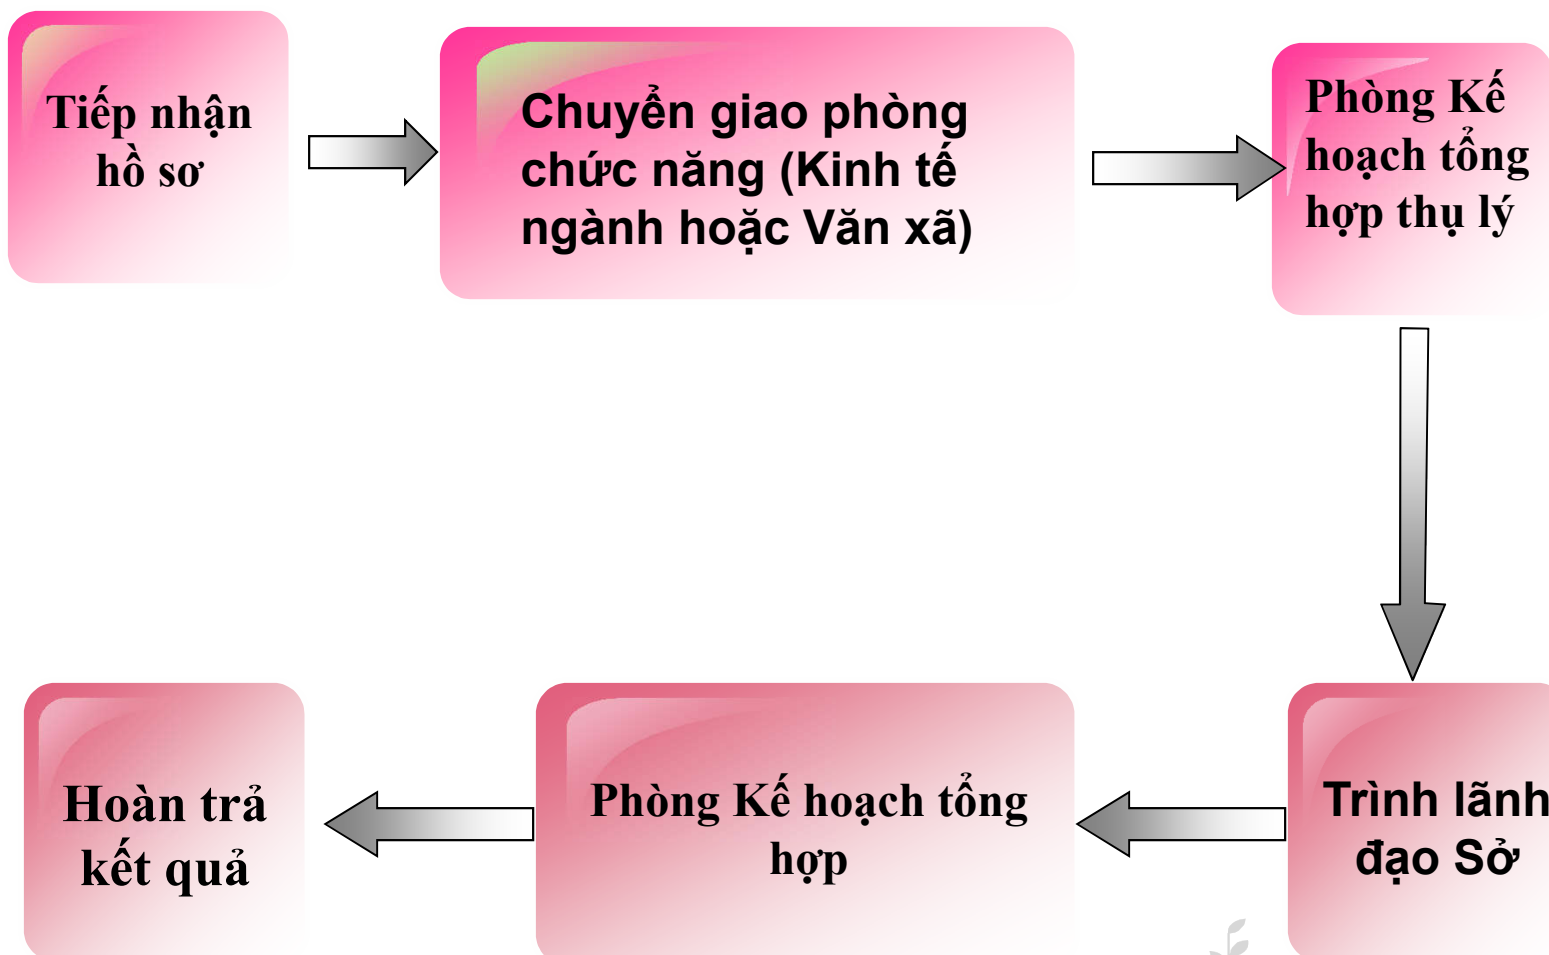 Tiếp nhận
hồ sơ
Chuyển giao phòng
chức năng (Kinh tế
ngành hoặc Văn xã)
Phòng Kế
hoạch tổng
hợp thụ lý
Trình lãnh
đạo Sở
Phòng Kế hoạch tổng
hợp
Hoàn trả
kết quả